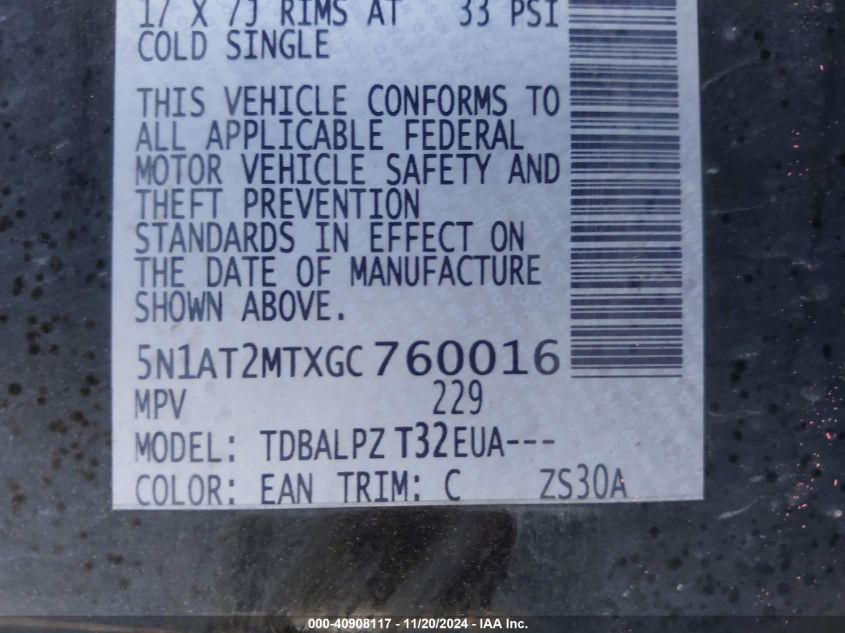 17 X 7J RIMS AT 33 PSI
COLD SINGLE
THIS VEHICLE CONFORMS TO
ALL APPLICABLE FEDERAL
MOTOR VEHICLE SAFETY AND
THEFT PREVENTION
STANDARDS IN EFFECT ON
THE DATE OF MANUFACTURE
SHOWN ABOVE.
5N1AT2MTXGC760016
MPV 229
MODEL: TDBALPZ T32EUA---
COLOR: EAN TRIM: C ZS30A
000-40908117 - 11/20/2024 - IAA Inc.